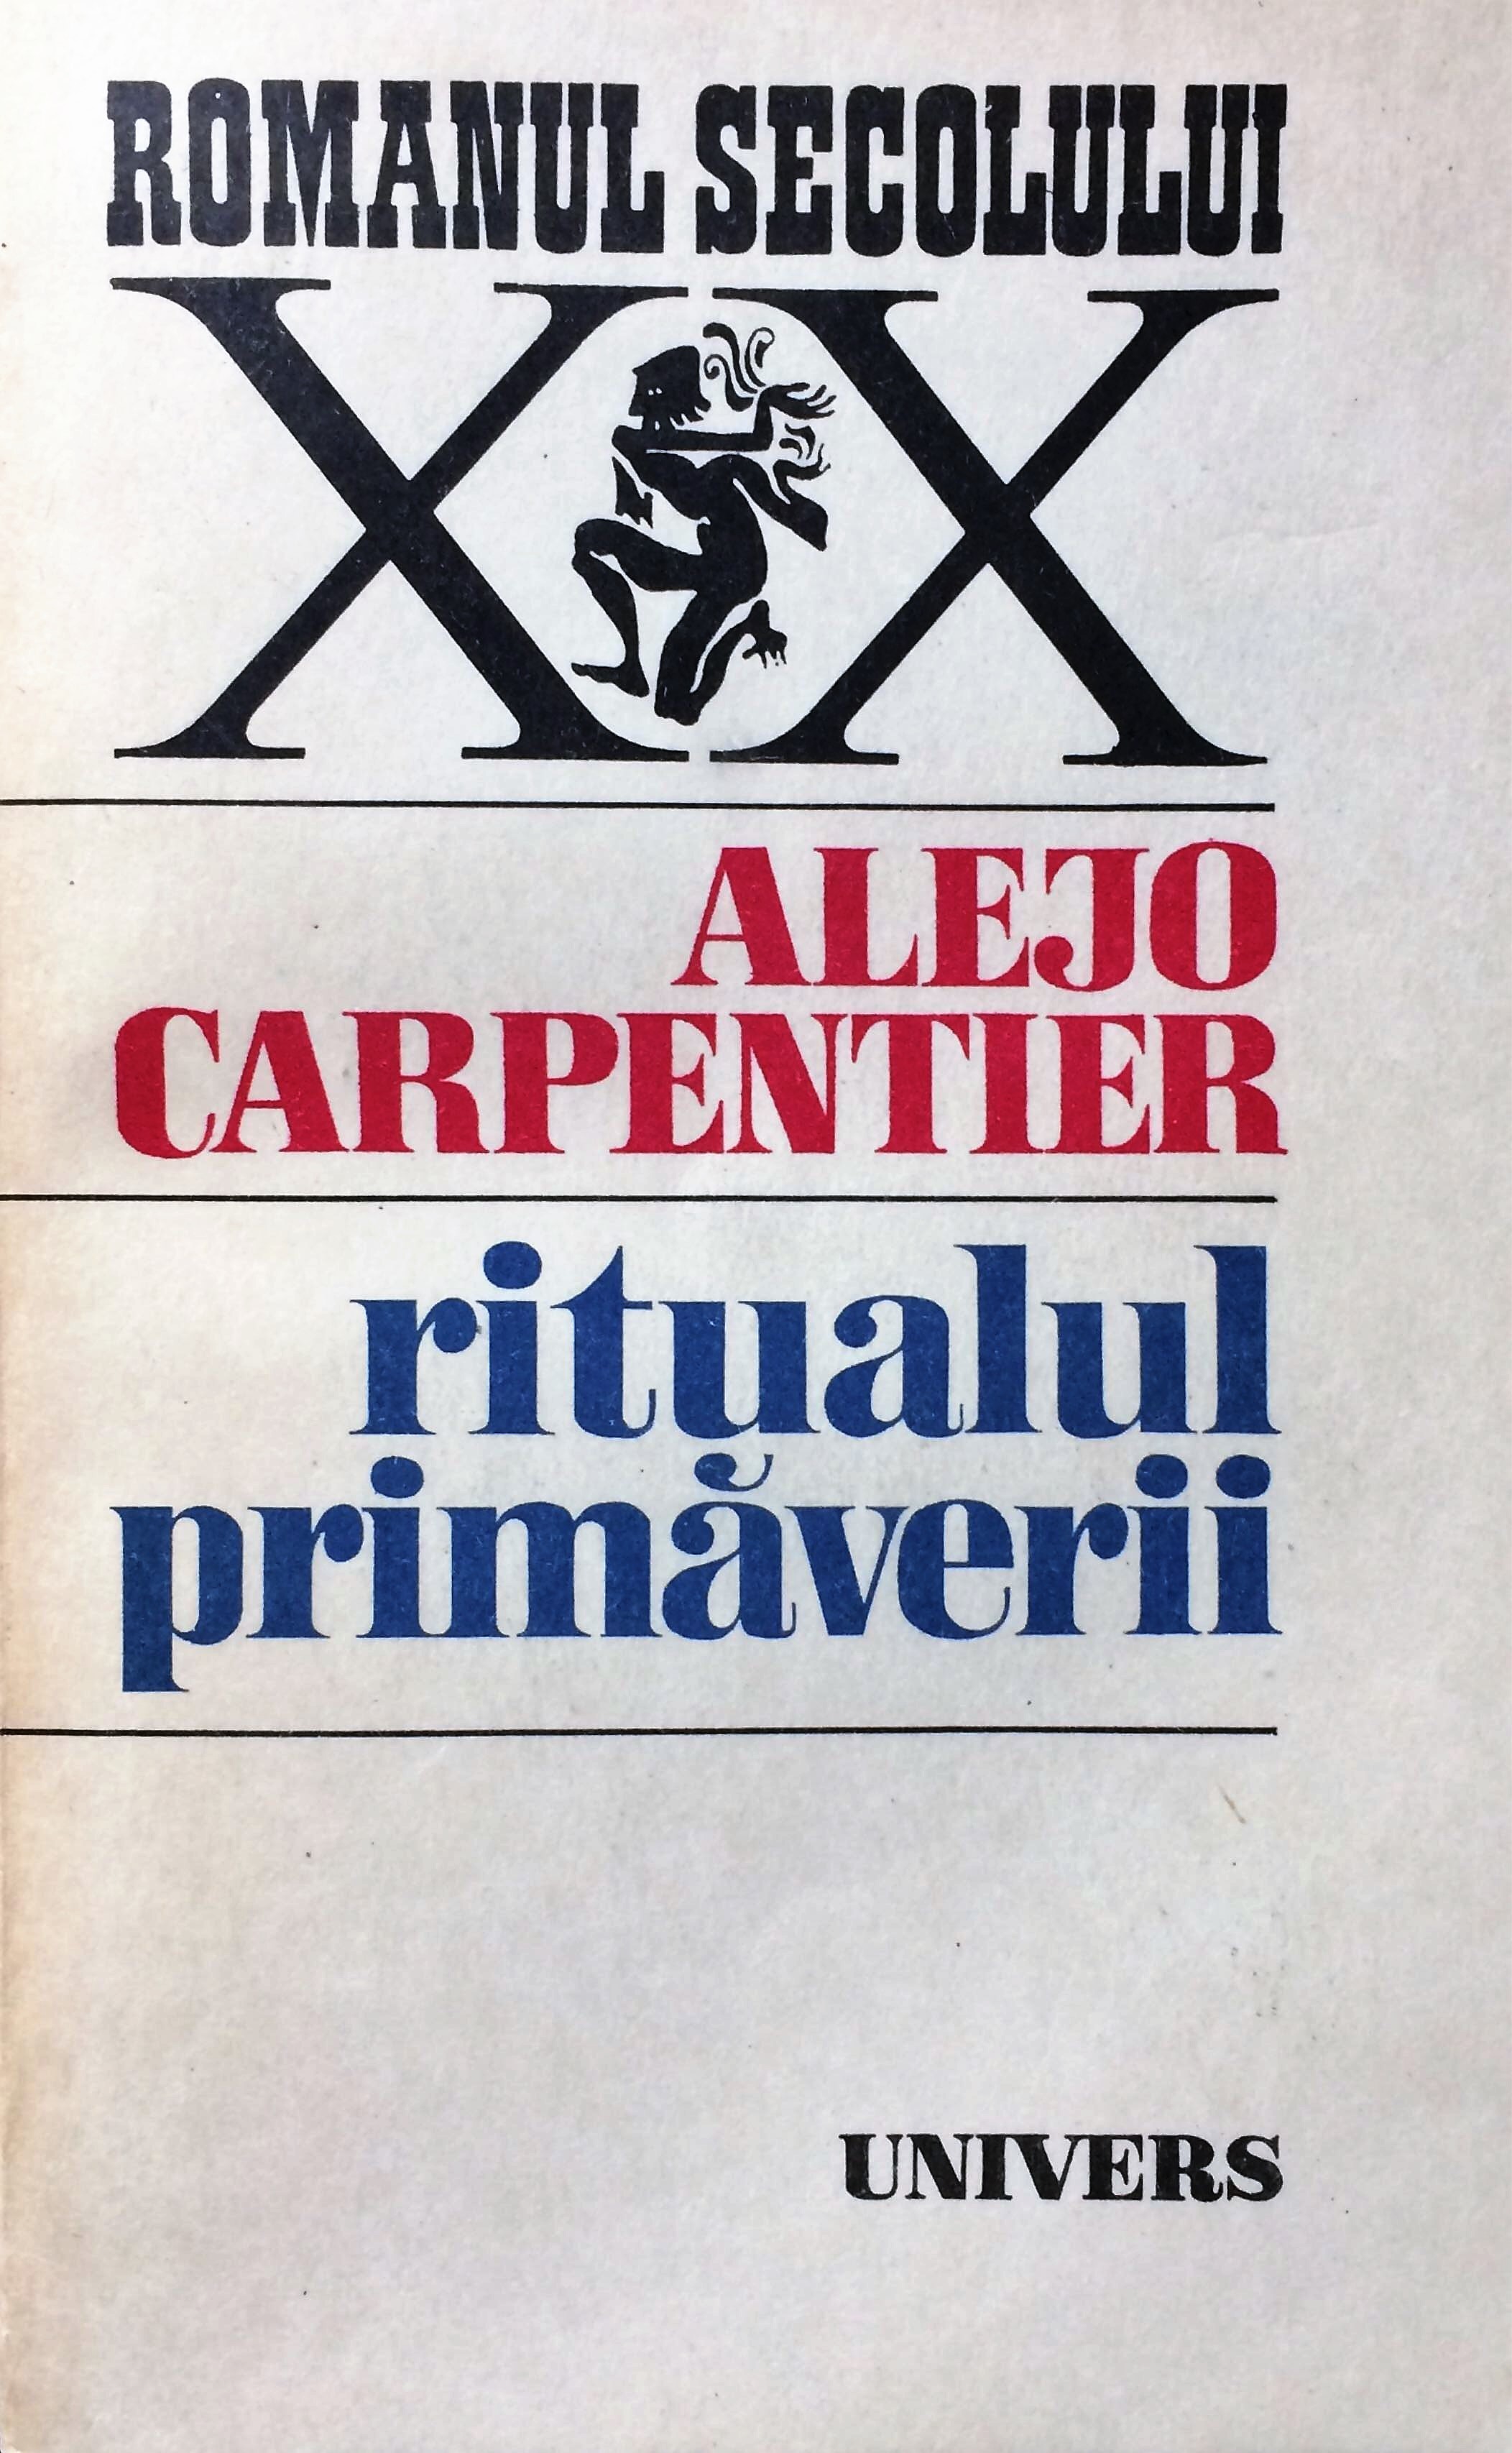 ROMANUL SECOLULUI
XX
ALEJO
CARPENTIER
ritualul
primăverii
UNIVERS